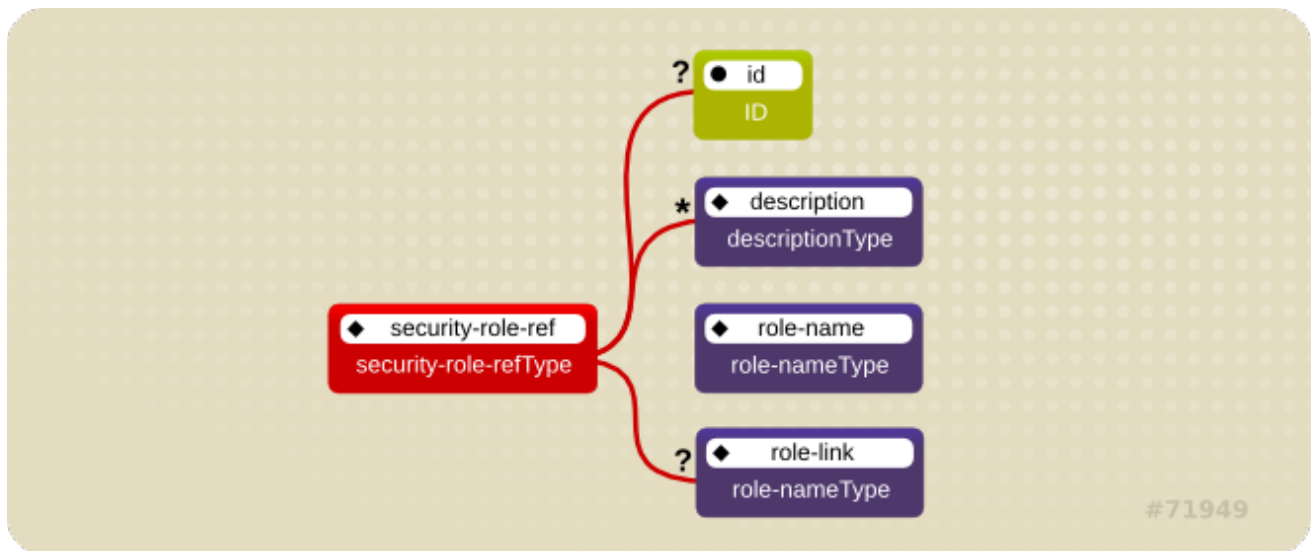 ? id
ID
* description
descriptionType
security-role-ref
security-role-refType
role-name
role-nameType
? role-link
role-nameType
#71949